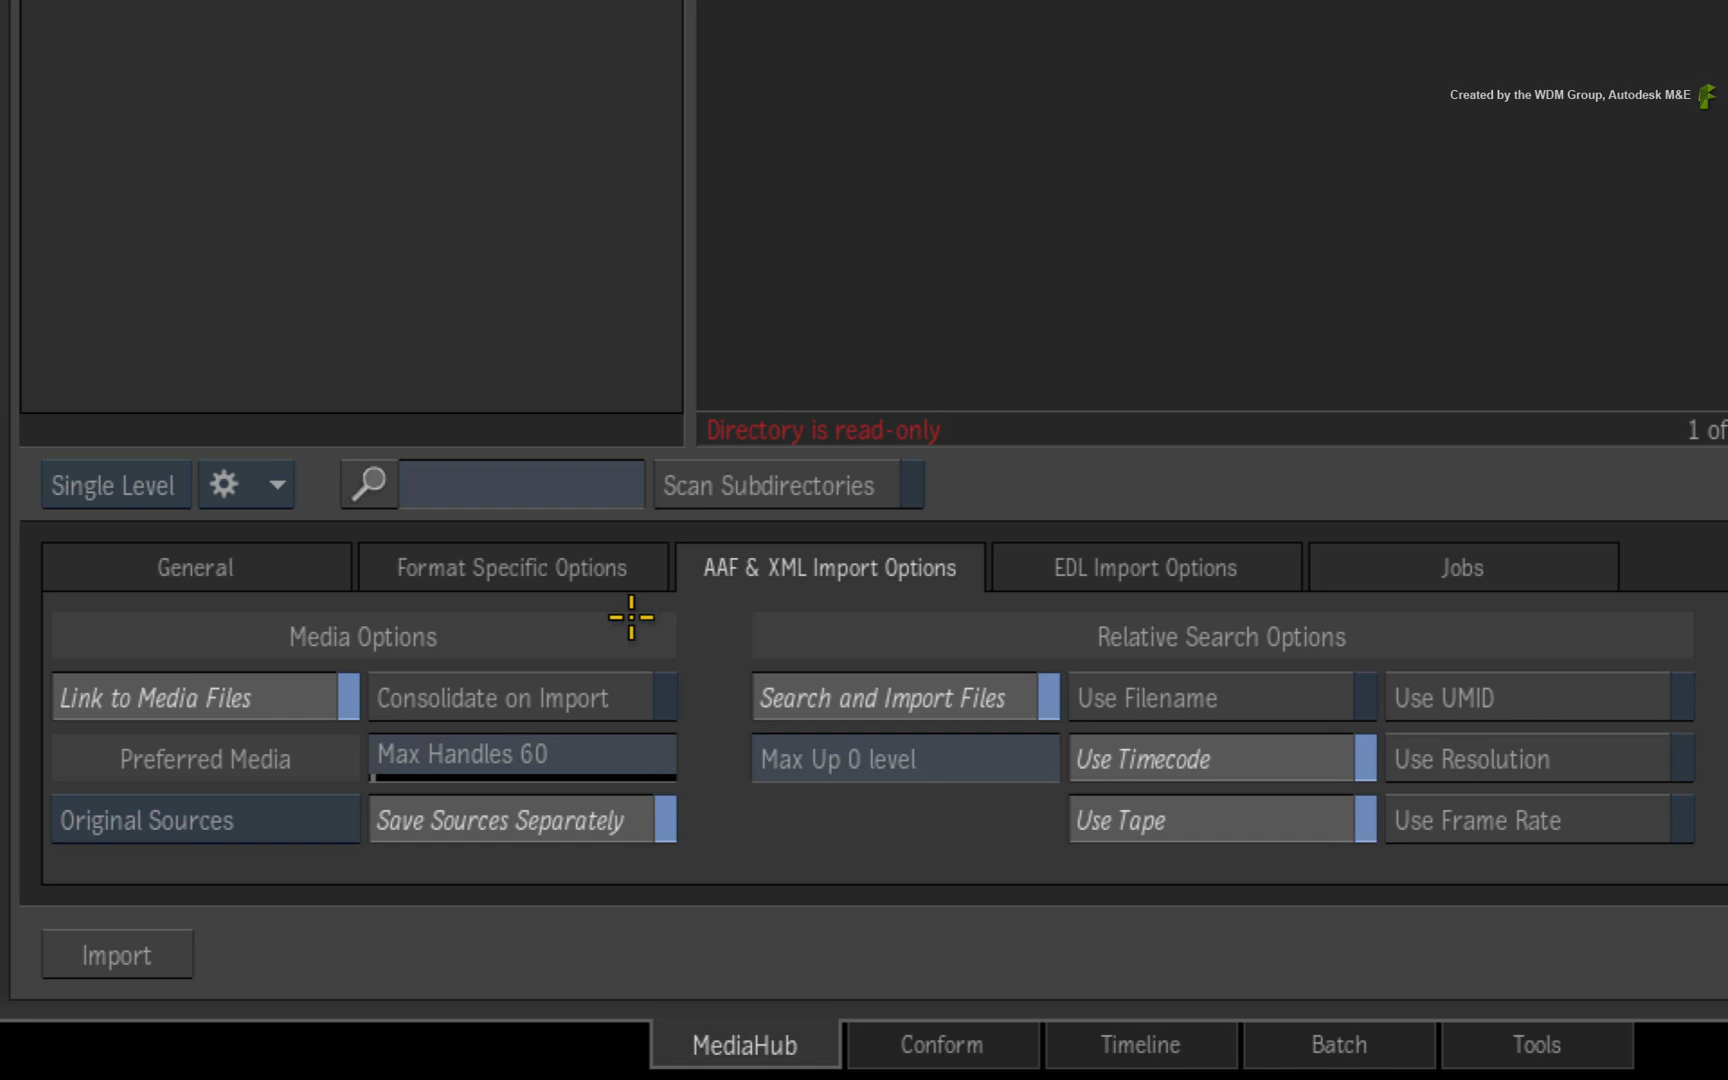 Created by the WDM Group, Autodesk M&E
Directory is read-only
1 of
Single Level
Scan Subdirectories
General
Format Specific Options
AAF & XML Import Options
EDL Import Options
Jobs
Media Options
Relative Search Options
Link to Media Files
Consolidate on Import
Search and Import Files
Use Filename
Use UMID
Preferred Media
Max Handles 60
Max Up 0 level
Use Timecode
Use Resolution
Original Sources
Save Sources Separately
Use Tape
Use Frame Rate
Import
MediaHub
Conform
Timeline
Batch
Tools